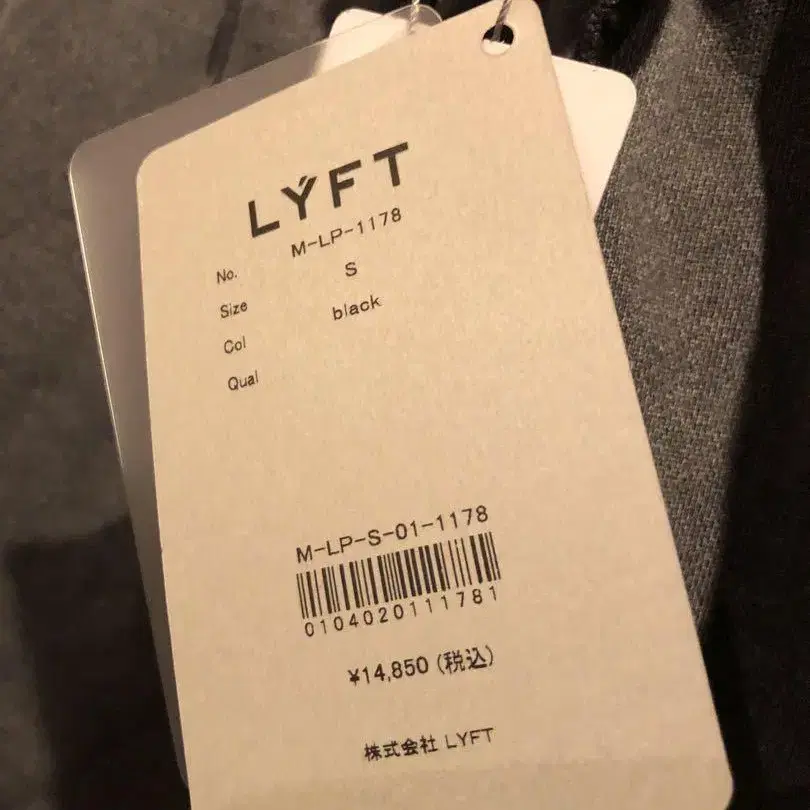 LYFT
No. M-LP-1178
Size S
Col black
Qual
M-LP-S-01-1178
0104020111781
¥14,850 (税込)
株式会社 LYFT